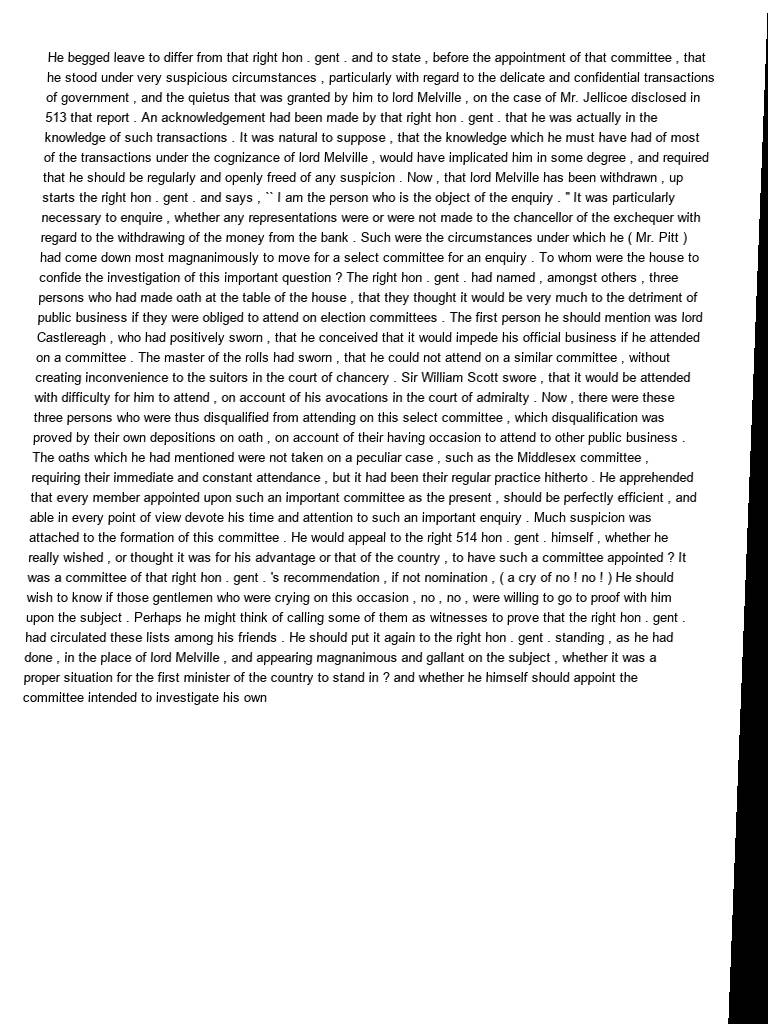 He begged leave to differ from that right hon . gent . and to state , before the appointment of that committee , that
he stood under very suspicious circumstances , particularly with regard to the delicate and confidential transactions
of government , and the quietus that was granted by him to lord Melville , on the case of Mr. Jellicoe disclosed in
513 that report . An acknowledgement had been made by that right hon . gent . that he was actually in the
knowledge of such transactions . It was natural to suppose , that the knowledge which he must have had of most
of the transactions under the cognizance of lord Melville , would have implicated him in some degree , and required
that he should be regularly and openly freed of any suspicion . Now , that lord Melville has been withdrawn , up
starts the right hon . gent . and says , `` I am the person who is the object of the enquiry . '' It was particularly
necessary to enquire , whether any representations were or were not made to the chancellor of the exchequer with
regard to the withdrawing of the money from the bank . Such were the circumstances under which he ( Mr. Pitt )
had come down most magnanimously to move for a select committee for an enquiry . To whom were the house to
confide the investigation of this important question ? The right hon . gent . had named , amongst others , three
persons who had made oath at the table of the house , that they thought it would be very much to the detriment of
public business if they were obliged to attend on election committees . The first person he should mention was lord
Castlereagh , who had positively sworn , that he conceived that it would impede his official business if he attended
on a committee . The master of the rolls had sworn , that he could not attend on a similar committee , without
creating inconvenience to the suitors in the court of chancery . Sir William Scott swore , that it would be attended
with difficulty for him to attend , on account of his avocations in the court of admiralty . Now , there were these
three persons who were thus disqualified from attending on this select committee , which disqualification was
proved by their own depositions on oath , on account of their having occasion to attend to other public business .
The oaths which he had mentioned were not taken on a peculiar case , such as the Middlesex committee ,
requiring their immediate and constant attendance , but it had been their regular practice hitherto . He apprehended
that every member appointed upon such an important committee as the present , should be perfectly efficient , and
able in every point of view devote his time and attention to such an important enquiry . Much suspicion was
attached to the formation of this committee . He would appeal to the right 514 hon . gent . himself , whether he
really wished , or thought it was for his advantage or that of the country , to have such a committee appointed ? It
was a committee of that right hon . gent . 's recommendation , if not nomination , ( a cry of no ! no ! ) He should
wish to know if those gentlemen who were crying on this occasion , no , no , were willing to go to proof with him
upon the subject . Perhaps he might think of calling some of them as witnesses to prove that the right hon . gent .
had circulated these lists among his friends . He should put it again to the right hon . gent . standing , as he had
done , in the place of lord Melville , and appearing magnanimous and gallant on the subject , whether it was a
proper situation for the first minister of the country to stand in ? and whether he himself should appoint the
committee intended to investigate his own